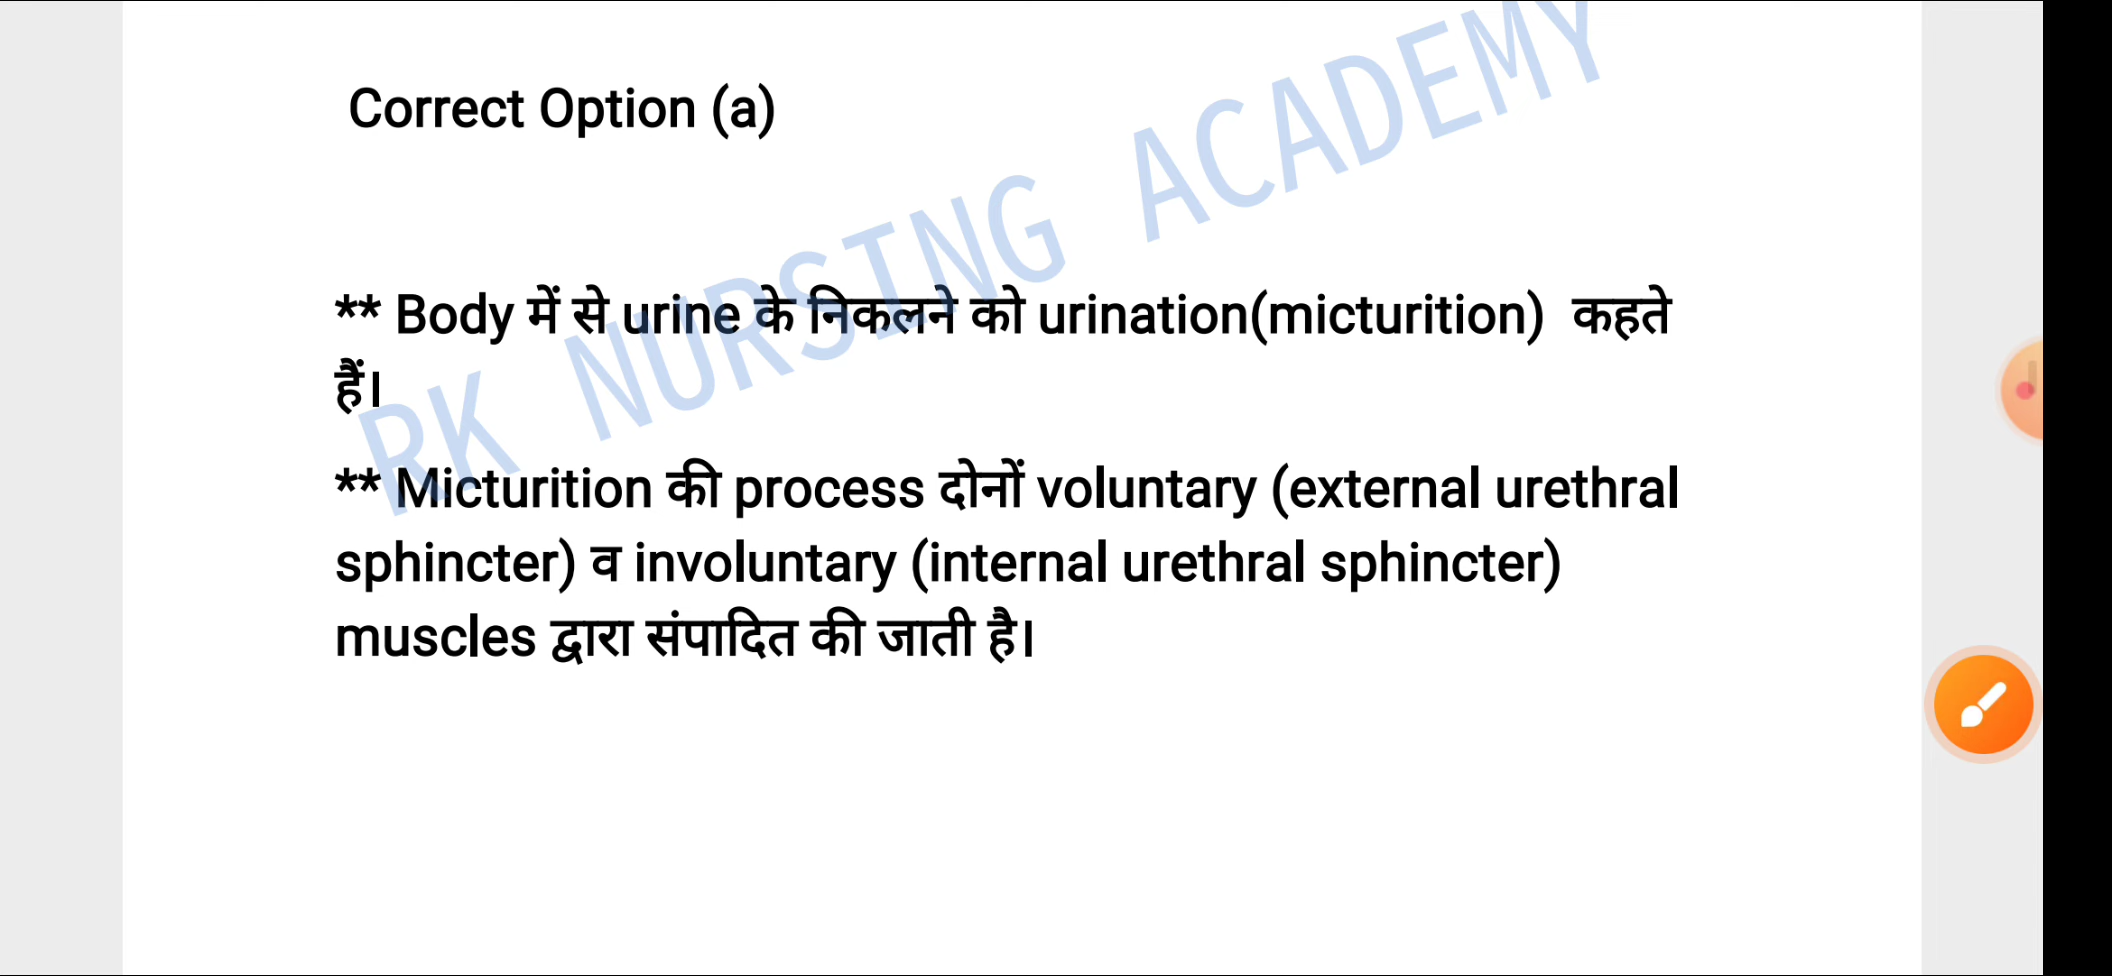 Correct Option (a)
RK NURSING ACADEMY
** Body में से urine के निकलने को urination(micturition) कहते
हैं।
** Micturition की process दोनों voluntary (external urethral
sphincter) व involuntary (internal urethral sphincter)
muscles द्वारा संपादित की जाती है।